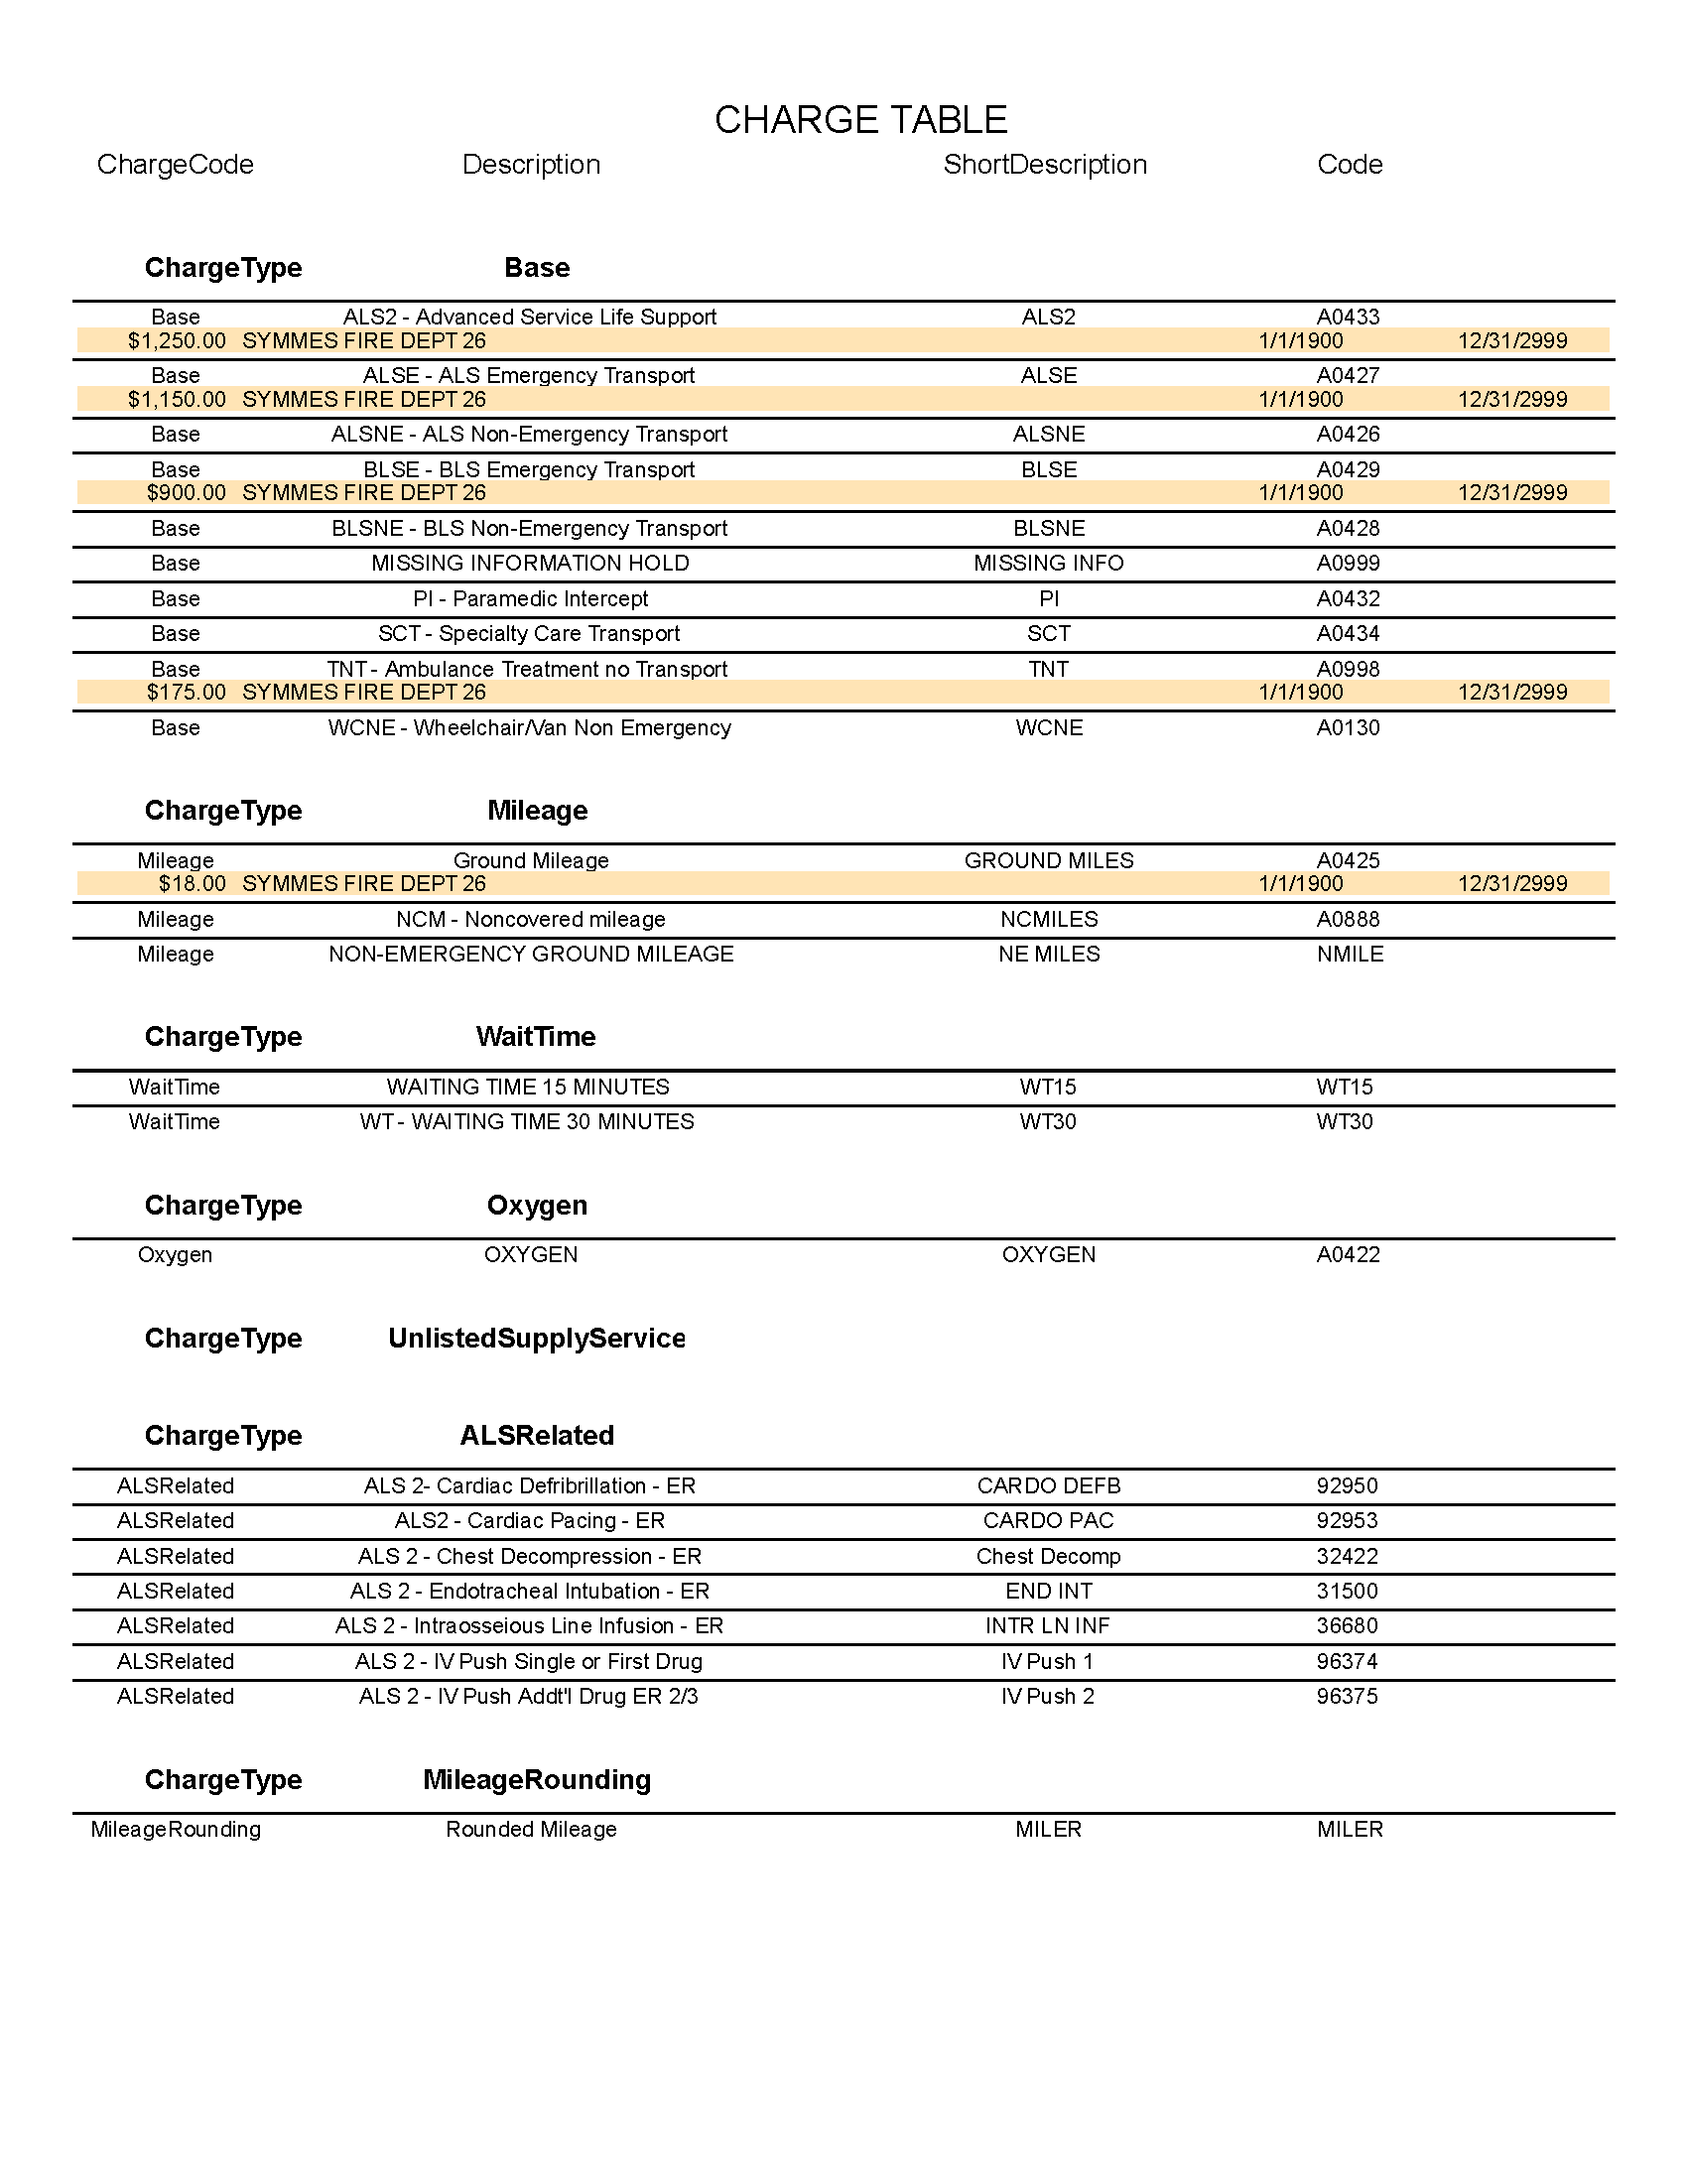 CHARGE TABLE
ChargeCode Description ShortDescription Code
ChargeType Base
Base ALS2 - Advanced Service Life Support ALS2 A0433
$1,250.00 SYMMES FIRE DEPT 26 1/1/1900 12/31/2999
Base ALSE - ALS Emergency Transport ALSE A0427
$1,150.00 SYMMES FIRE DEPT 26 1/1/1900 12/31/2999
Base ALSNE - ALS Non-Emergency Transport ALSNE A0426
Base BLSE - BLS Emergency Transport BLSE A0429
$900.00 SYMMES FIRE DEPT 26 1/1/1900 12/31/2999
Base BLSNE - BLS Non-Emergency Transport BLSNE A0428
Base MISSING INFORMATION HOLD MISSING INFO A0999
Base PI - Paramedic Intercept PI A0432
Base SCT - Specialty Care Transport SCT A0434
Base TNT - Ambulance Treatment no Transport TNT A0998
$175.00 SYMMES FIRE DEPT 26 1/1/1900 12/31/2999
Base WCNE - Wheelchair/Van Non Emergency WCNE A0130
ChargeType Mileage
Mileage Ground Mileage GROUND MILES A0425
$18.00 SYMMES FIRE DEPT 26 1/1/1900 12/31/2999
Mileage NCM - Noncovered mileage NCMILES A0888
Mileage NON-EMERGENCY GROUND MILEAGE NE MILES NMILE
ChargeType WaitTime
WaitTime WAITING TIME 15 MINUTES WT15 WT15
WaitTime WT - WAITING TIME 30 MINUTES WT30 WT30
ChargeType Oxygen
Oxygen OXYGEN OXYGEN A0422
ChargeType UnlistedSupplyService
ChargeType ALSRelated
ALSRelated ALS 2- Cardiac Defribrillation - ER CARDO DEFB 92950
ALSRelated ALS2 - Cardiac Pacing - ER CARDO PAC 92953
ALSRelated ALS 2 - Chest Decompression - ER Chest Decomp 32422
ALSRelated ALS 2 - Endotracheal Intubation - ER END INT 31500
ALSRelated ALS 2 - Intraosseious Line Infusion - ER INTR LN INF 36680
ALSRelated ALS 2 - IV Push Single or First Drug IV Push 1 96374
ALSRelated ALS 2 - IV Push Addt'l Drug ER 2/3 IV Push 2 96375
ChargeType MileageRounding
MileageRounding Rounded Mileage MILER MILER